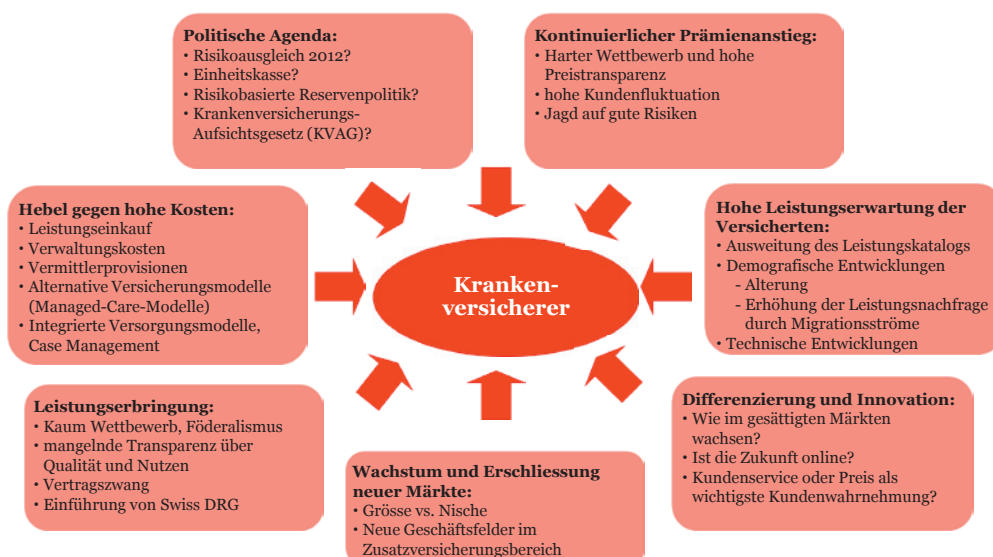 Politische Agenda:
• Risikoausgleich 2012?
• Einheitskasse?
• Risikobasierte Reservenpolitik?
• Krankenversicherungs-
Aufsichtsgesetz (KVAG)?
Kontinuierlicher Prämienanstieg:
• Harter Wettbewerb und hohe
Preistransparenz
• hohe Kundenfluktuation
• Jagd auf gute Risiken
Hebel gegen hohe Kosten:
• Leistungseinkauf
• Verwaltungskosten
• Vermittlerprovisionen
• Alternative Versicherungsmodelle
(Managed-Care-Modelle)
• Integrierte Versorgungsmodelle,
Case Management
Kranken-
versicherer
Hohe Leistungserwartung der
Versicherten:
• Ausweitung des Leistungskatalogs
• Demografische Entwicklungen
- Alterung
- Erhöhung der Leistungsnachfrage
durch Migrationsströme
• Technische Entwicklungen
Leistungserbringung:
• Kaum Wettbewerb, Föderalismus
• mangelnde Transparenz über
Qualität und Nutzen
• Vertragszwang
• Einführung von Swiss DRG
Wachstum und Erschliessung
neuer Märkte:
• Grösse vs. Nische
• Neue Geschäftsfelder im
Zusatzversicherungsbereich
Differenzierung und Innovation:
• Wie im gesättigten Märkten
wachsen?
• Ist die Zukunft online?
• Kundenservice oder Preis als
wichtigste Kundenwahrnehmung?